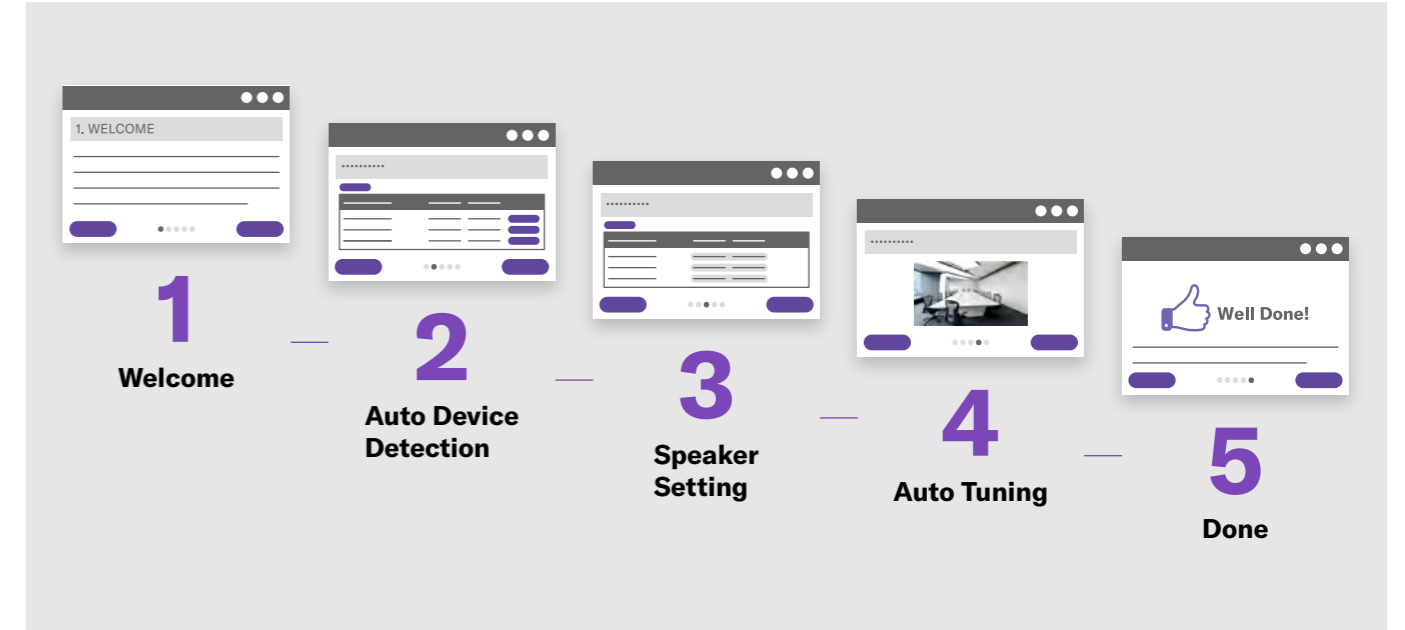 1. WELCOME
1
Welcome
2
Auto Device
Detection
3
Speaker
Setting
4
Auto Tuning
Well Done!
5
Done